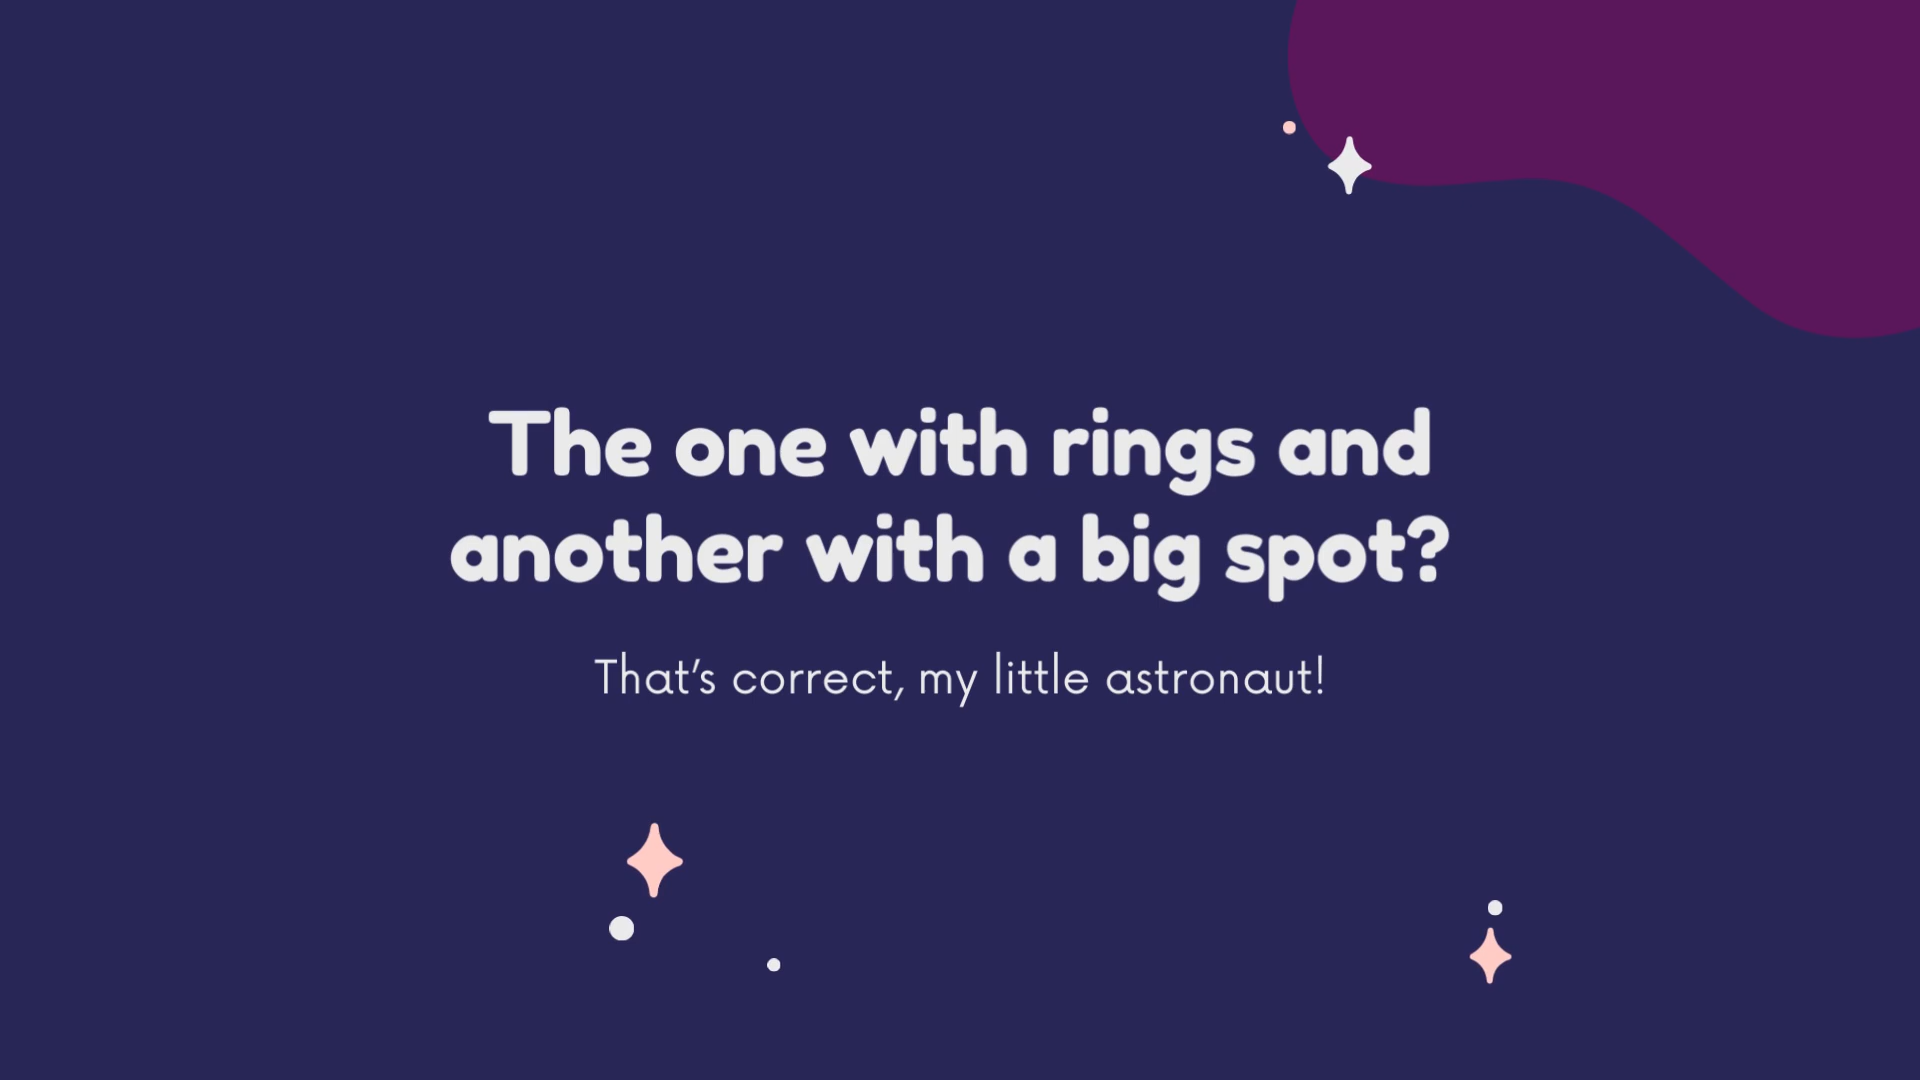 The one with rings and
another with a big spot?
That’s correct, my little astronaut!